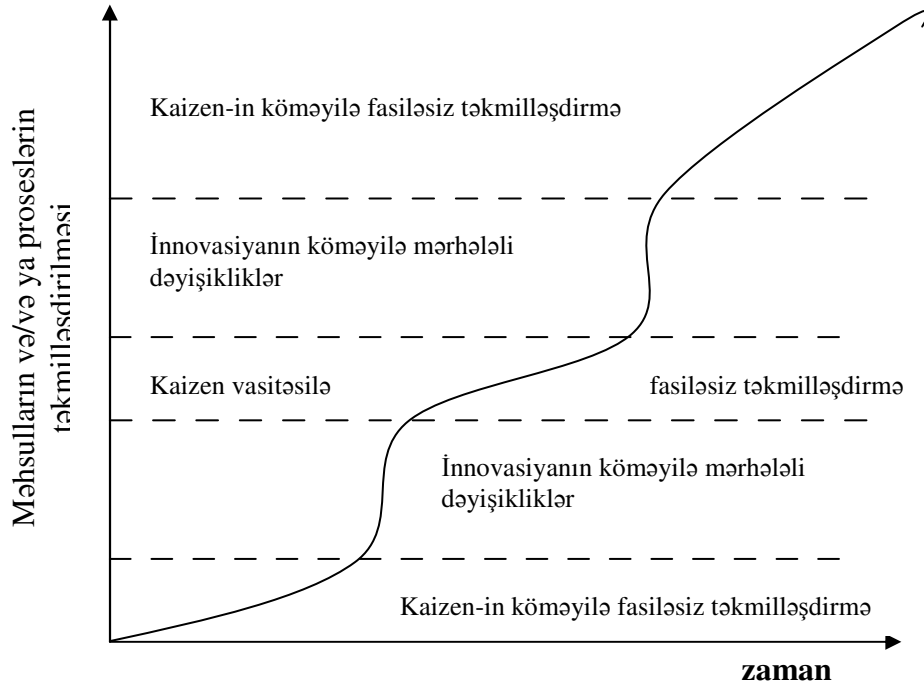 Məhsulların və/və ya proseslərin
təkmilləşdirilməsi
Kaizen-in köməyilə fasiləsiz təkmilləşdirmə
İnnovasiyanın köməyilə mərhələli
dəyişikliklər
Kaizen vasitəsilə fasiləsiz təkmilləşdirmə
İnnovasiyanın köməyilə mərhələli
dəyişikliklər
Kaizen-in köməyilə fasiləsiz təkmilləşdirmə
zaman